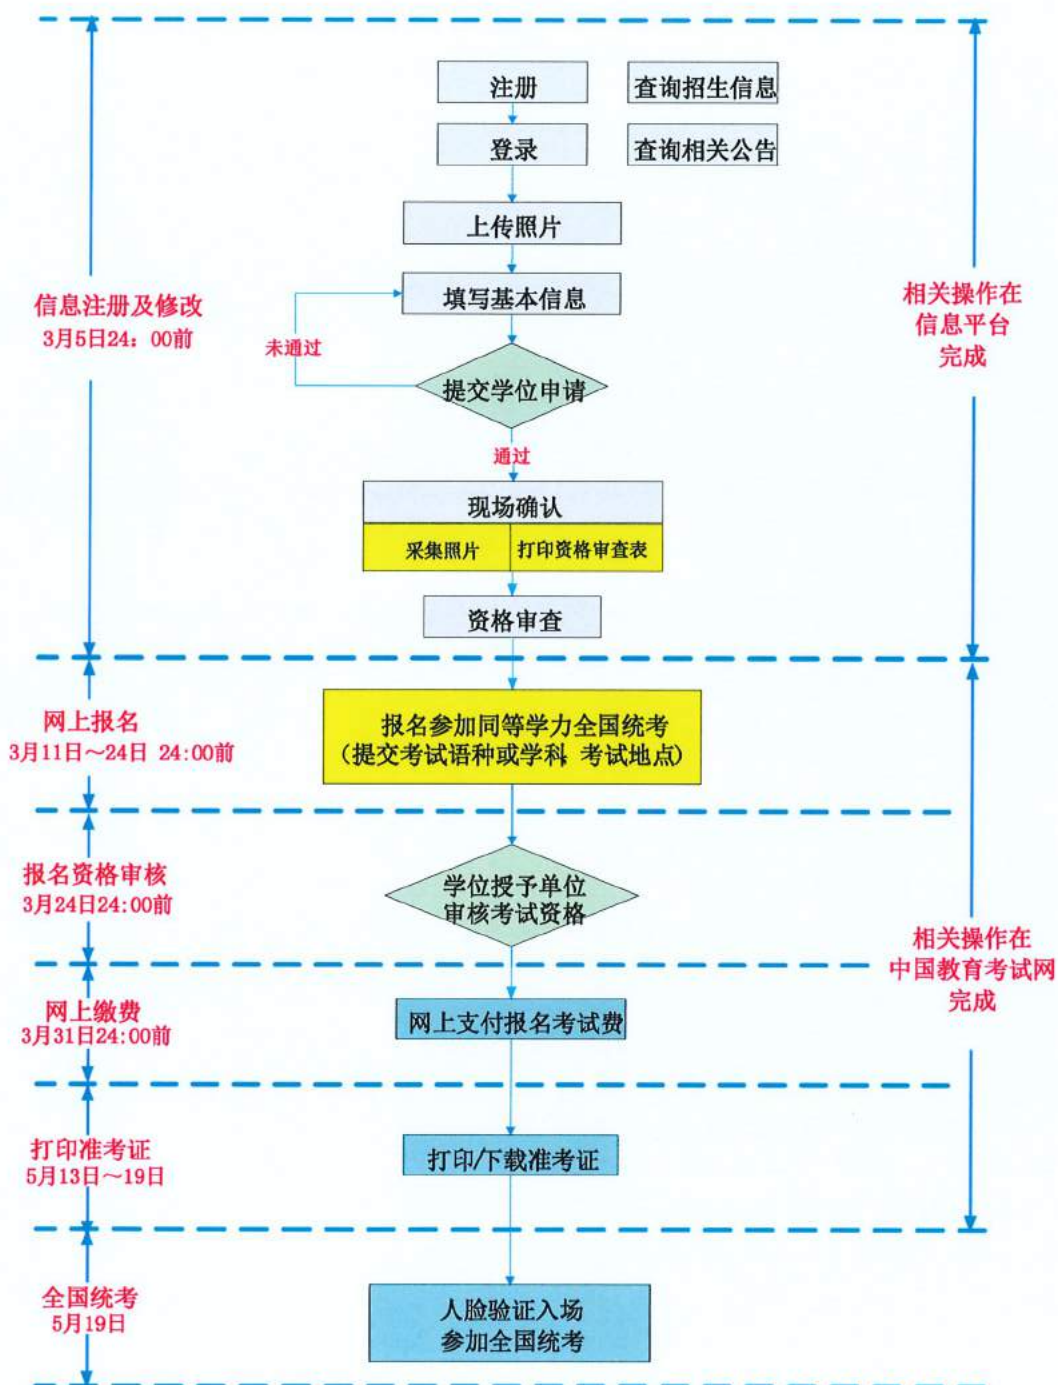 注册
查询招生信息
登录
查询相关公告
上传照片
填写基本信息
信息注册及修改
3月5日24：00前
相关操作在
信息平台
完成
未通过
提交学位申请
通过
现场确认
采集照片
打印资格审查表
资格审查
网上报名
3月11日～24日 24:00前
报名参加同等学力全国统考
（提交考试语种或学科 考试地点）
报名资格审核
3月24日24:00前
学位授予单位
审核考试资格
相关操作在
中国教育考试网
完成
网上缴费
3月31日24:00前
网上支付报名考试费
打印准考证
5月13日～19日
打印/下载准考证
全国统考
5月19日
人脸验证入场
参加全国统考